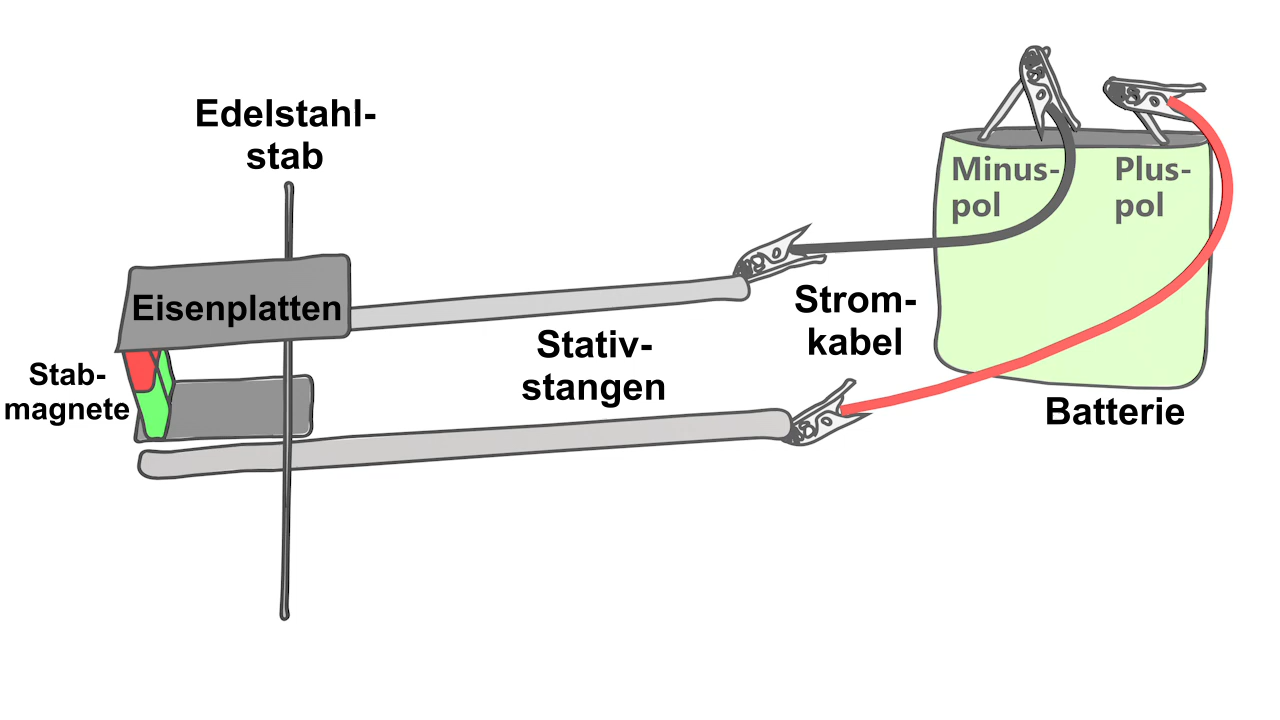 Edelstahl-
stab
Minus-
pol
Plus-
pol
Eisenplatten
Strom-
kabel
Stativ-
stangen
Stab-
magnete
Batterie